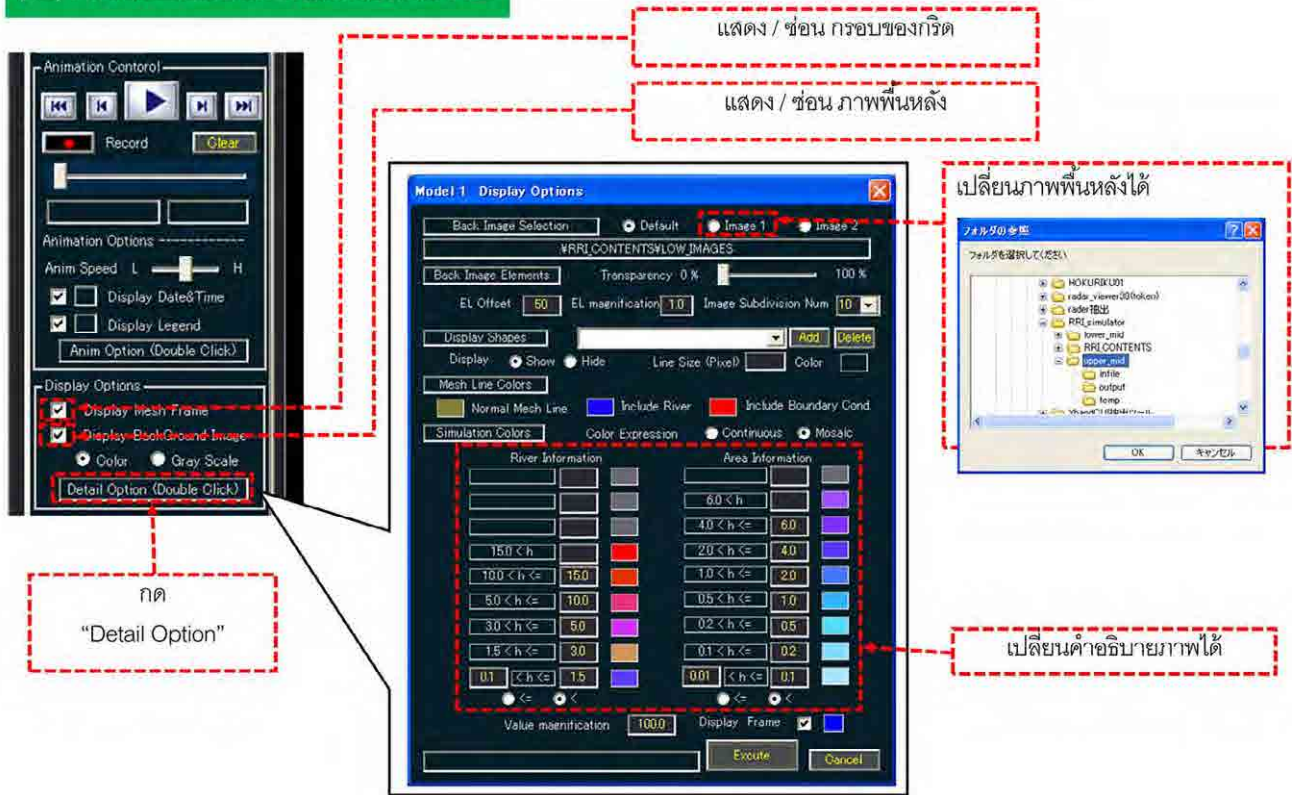 แสดง / ซ่อน กรอบของกริด
แสดง / ซ่อน ภาพพื้นหลัง
เปลี่ยนภาพพื้นหลังได้
Animation Contorol
Record
Clear
Animation Options
Anim Speed L H
Display Date&Time
Display Legend
Anim Option (Double Click)
Display Options
Display Mesh Frame
Display BackGround Image
Color Gray Scale
Detail Option (Double Click)
กด
“Detail Option”
Model 1 Display Options
Back Image Selection Default Image 1 Image 2
¥RRI_CONTENTS¥LOW_IMAGES
Back Image Elements Transparency 0 % 100 %
EL Offset 50 EL magnification 1.0 Image Subdivision Num 10
Display Shapes Add Delete
Display Show Hide Line Size (Pixel) Color
Mesh Line Colors
Normal Mesh Line Include River Include Boundary Cond.
Simulation Colors Color Expression Continuous Mosaic
River Information Area Information
6.0 < h
4.0 < h <= 6.0
15.0 < h 2.0 < h <= 4.0
10.0 < h <= 15.0 1.0 < h <= 2.0
5.0 < h <= 10.0 0.5 < h <= 1.0
3.0 < h <= 5.0 0.2 < h <= 0.5
1.5 < h <= 3.0 0.1 < h <= 0.2
0.1 < h <= 1.5 0.01 < h <= 0.1
<= < <= <
Value magnification 100.0 Display Frame
Excute Cancel
フォルダの参照
フォルダを選択してください
HOKURIKU01
radar_viewer00(token)
rader抽出
RRI_simulator
lower_mid
RRI_CONTENTS
upper_mid
infile
output
temp
OK キャンセル
เปลี่ยนคำอธิบายภาพได้